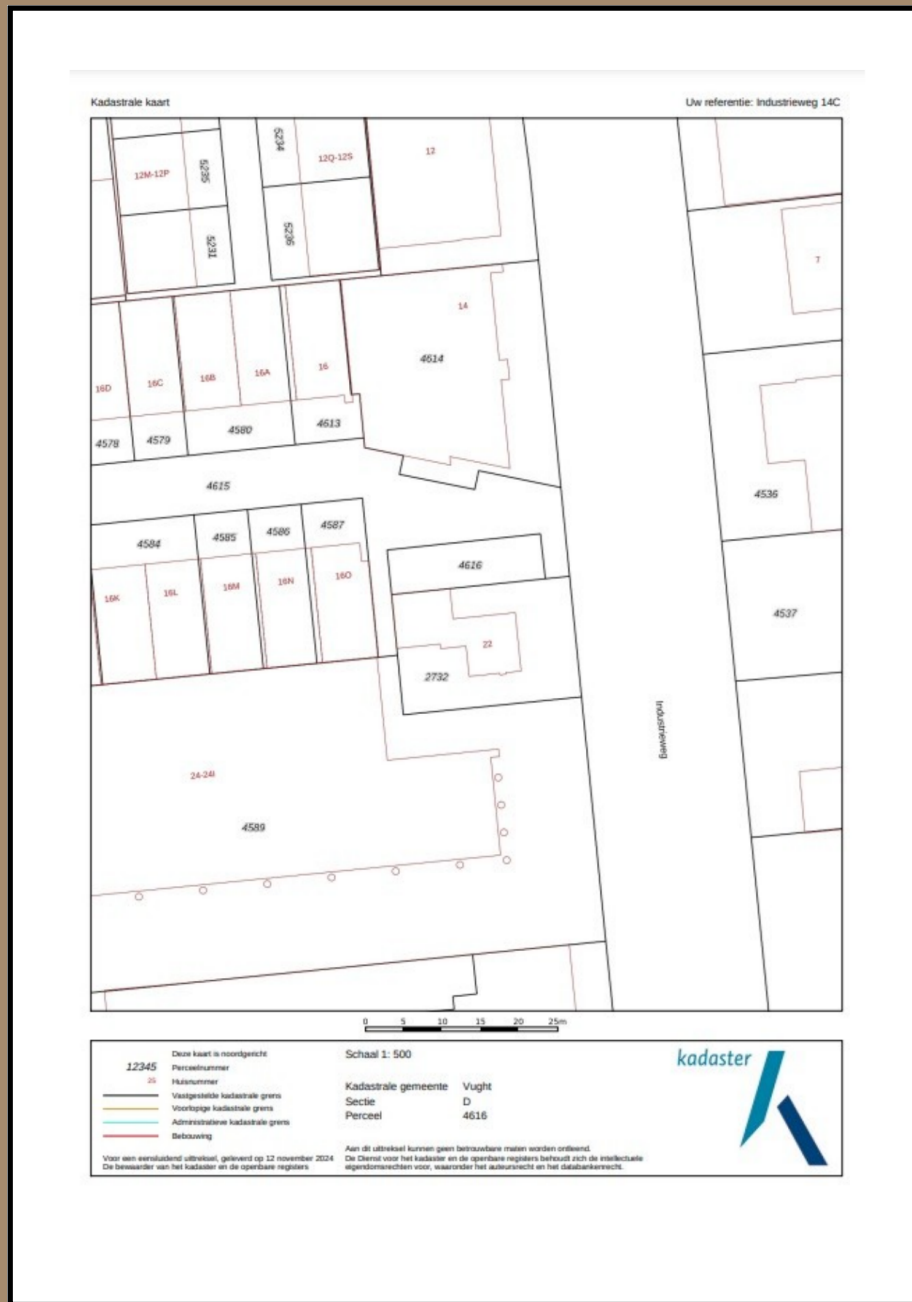 Kadastrale kaart
Uw referentie: Industrieweg 14C
5234
12Q-12S
12
12M-12P
5235
5236
5231
7
14
4614
16D
16C
16B
16A
16
4578
4579
4580
4613
4615
4536
4584
4585
4586
4587
4616
16K
16L
16M
16N
16O
4537
22
2732
Industrieweg
24-24I
4589
0 5 10 15 20 25m
Deze kaart is noordgericht
12345 Perceelnummer
25 Huisnummer
Vastgestelde kadastrale grens
Voorlopige kadastrale grens
Administratieve kadastrale grens
Bebouwing
Voor een eensluidend uittreksel, geleverd op 12 november 2024
De bewaarder van het kadaster en de openbare registers
Schaal 1: 500
Kadastrale gemeente Vught
Sectie D
Perceel 4616
Aan dit uittreksel kunnen geen betrouwbare maten worden ontleend.
De Dienst voor het kadaster en de openbare registers behoudt zich de intellectuele
eigendomsrechten voor, waaronder het auteursrecht en het databankenrecht.
kadaster